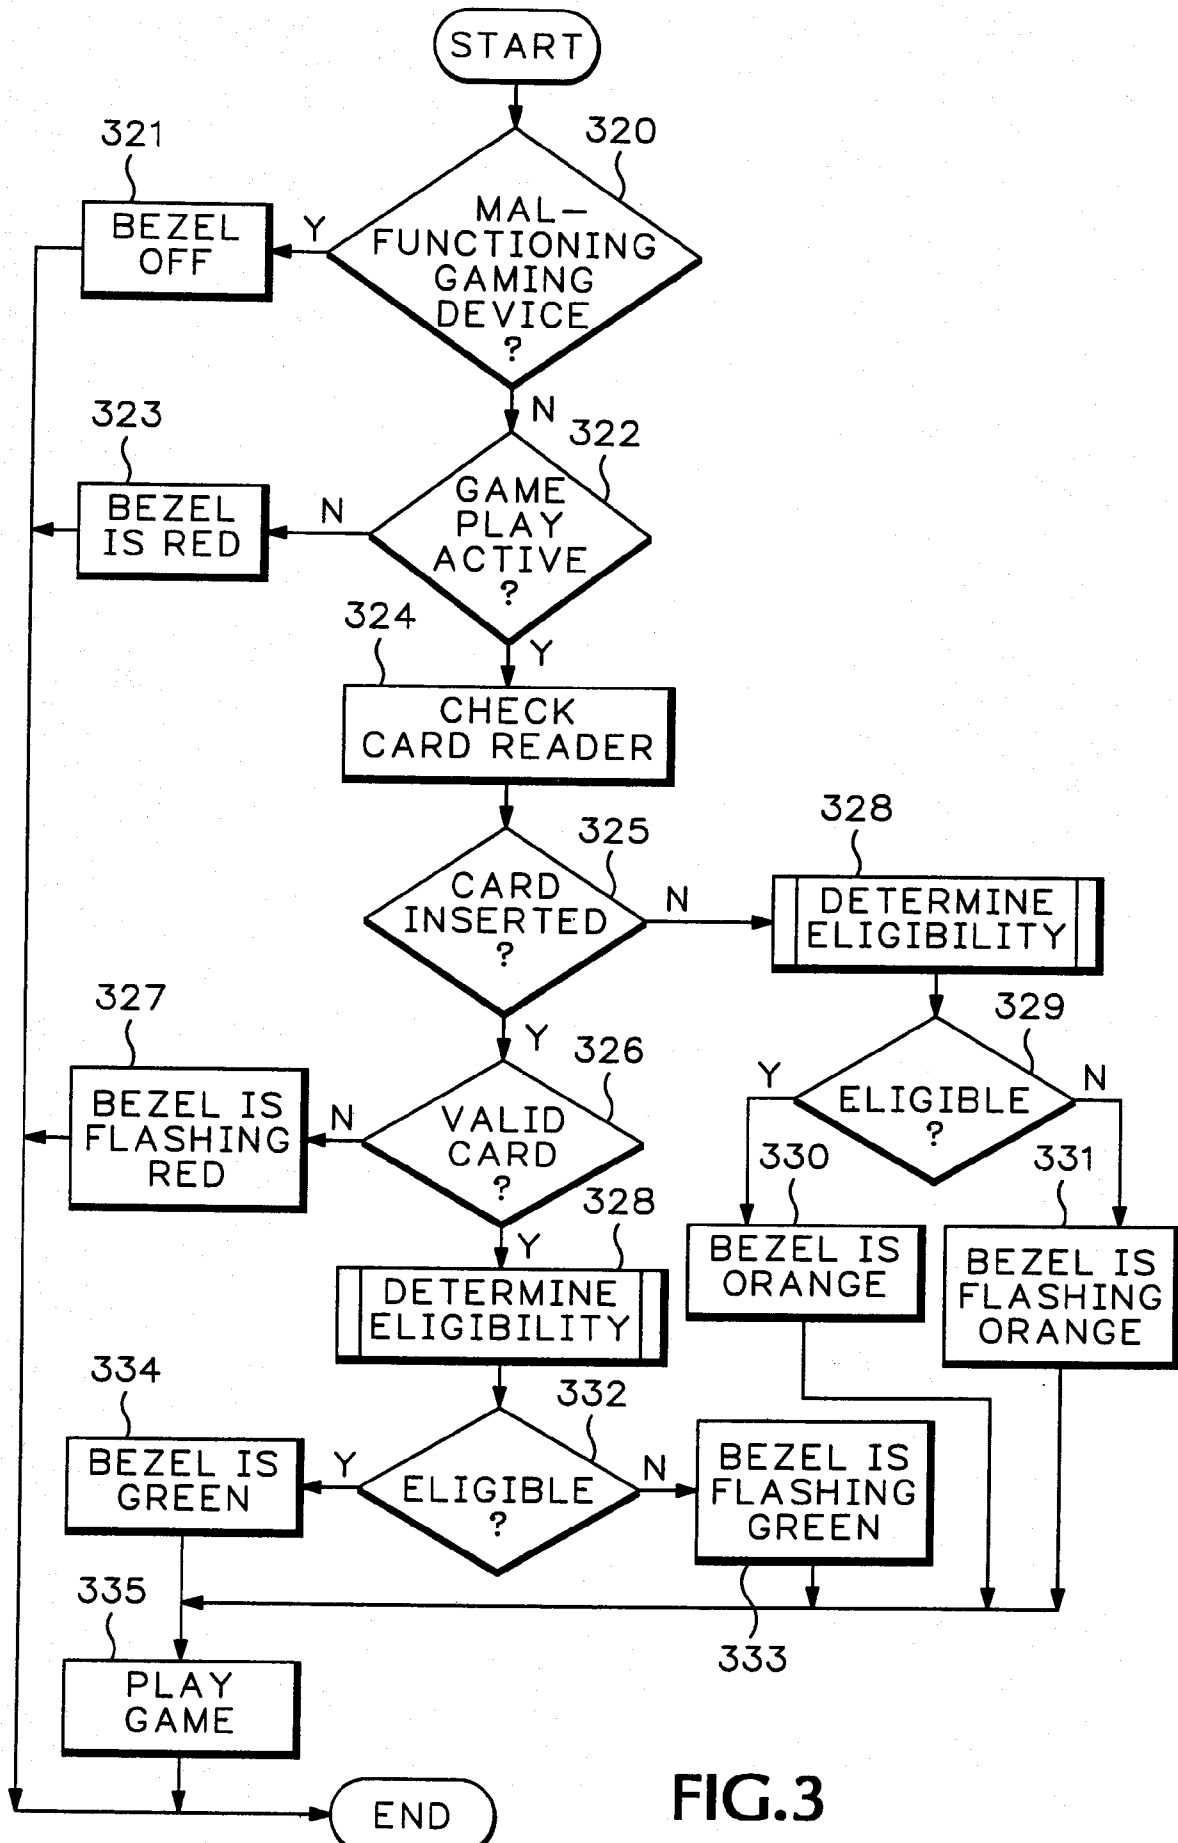 START
320
321
MAL-
FUNCTIONING
GAMING
DEVICE
?
Y
BEZEL
OFF
N
323
322
GAME
PLAY
ACTIVE
?
N
BEZEL
IS RED
324
Y
CHECK
CARD READER
325
328
CARD
INSERTED
?
N
DETERMINE
ELIGIBILITY
327
Y
326
329
BEZEL IS
FLASHING
RED
N
VALID
CARD
?
Y
ELIGIBLE
?
N
330
331
328
Y
BEZEL IS
ORANGE
BEZEL IS
FLASHING
ORANGE
DETERMINE
ELIGIBILITY
334
332
BEZEL IS
GREEN
Y
ELIGIBLE
?
N
BEZEL IS
FLASHING
GREEN
335
333
PLAY
GAME
END
FIG.3